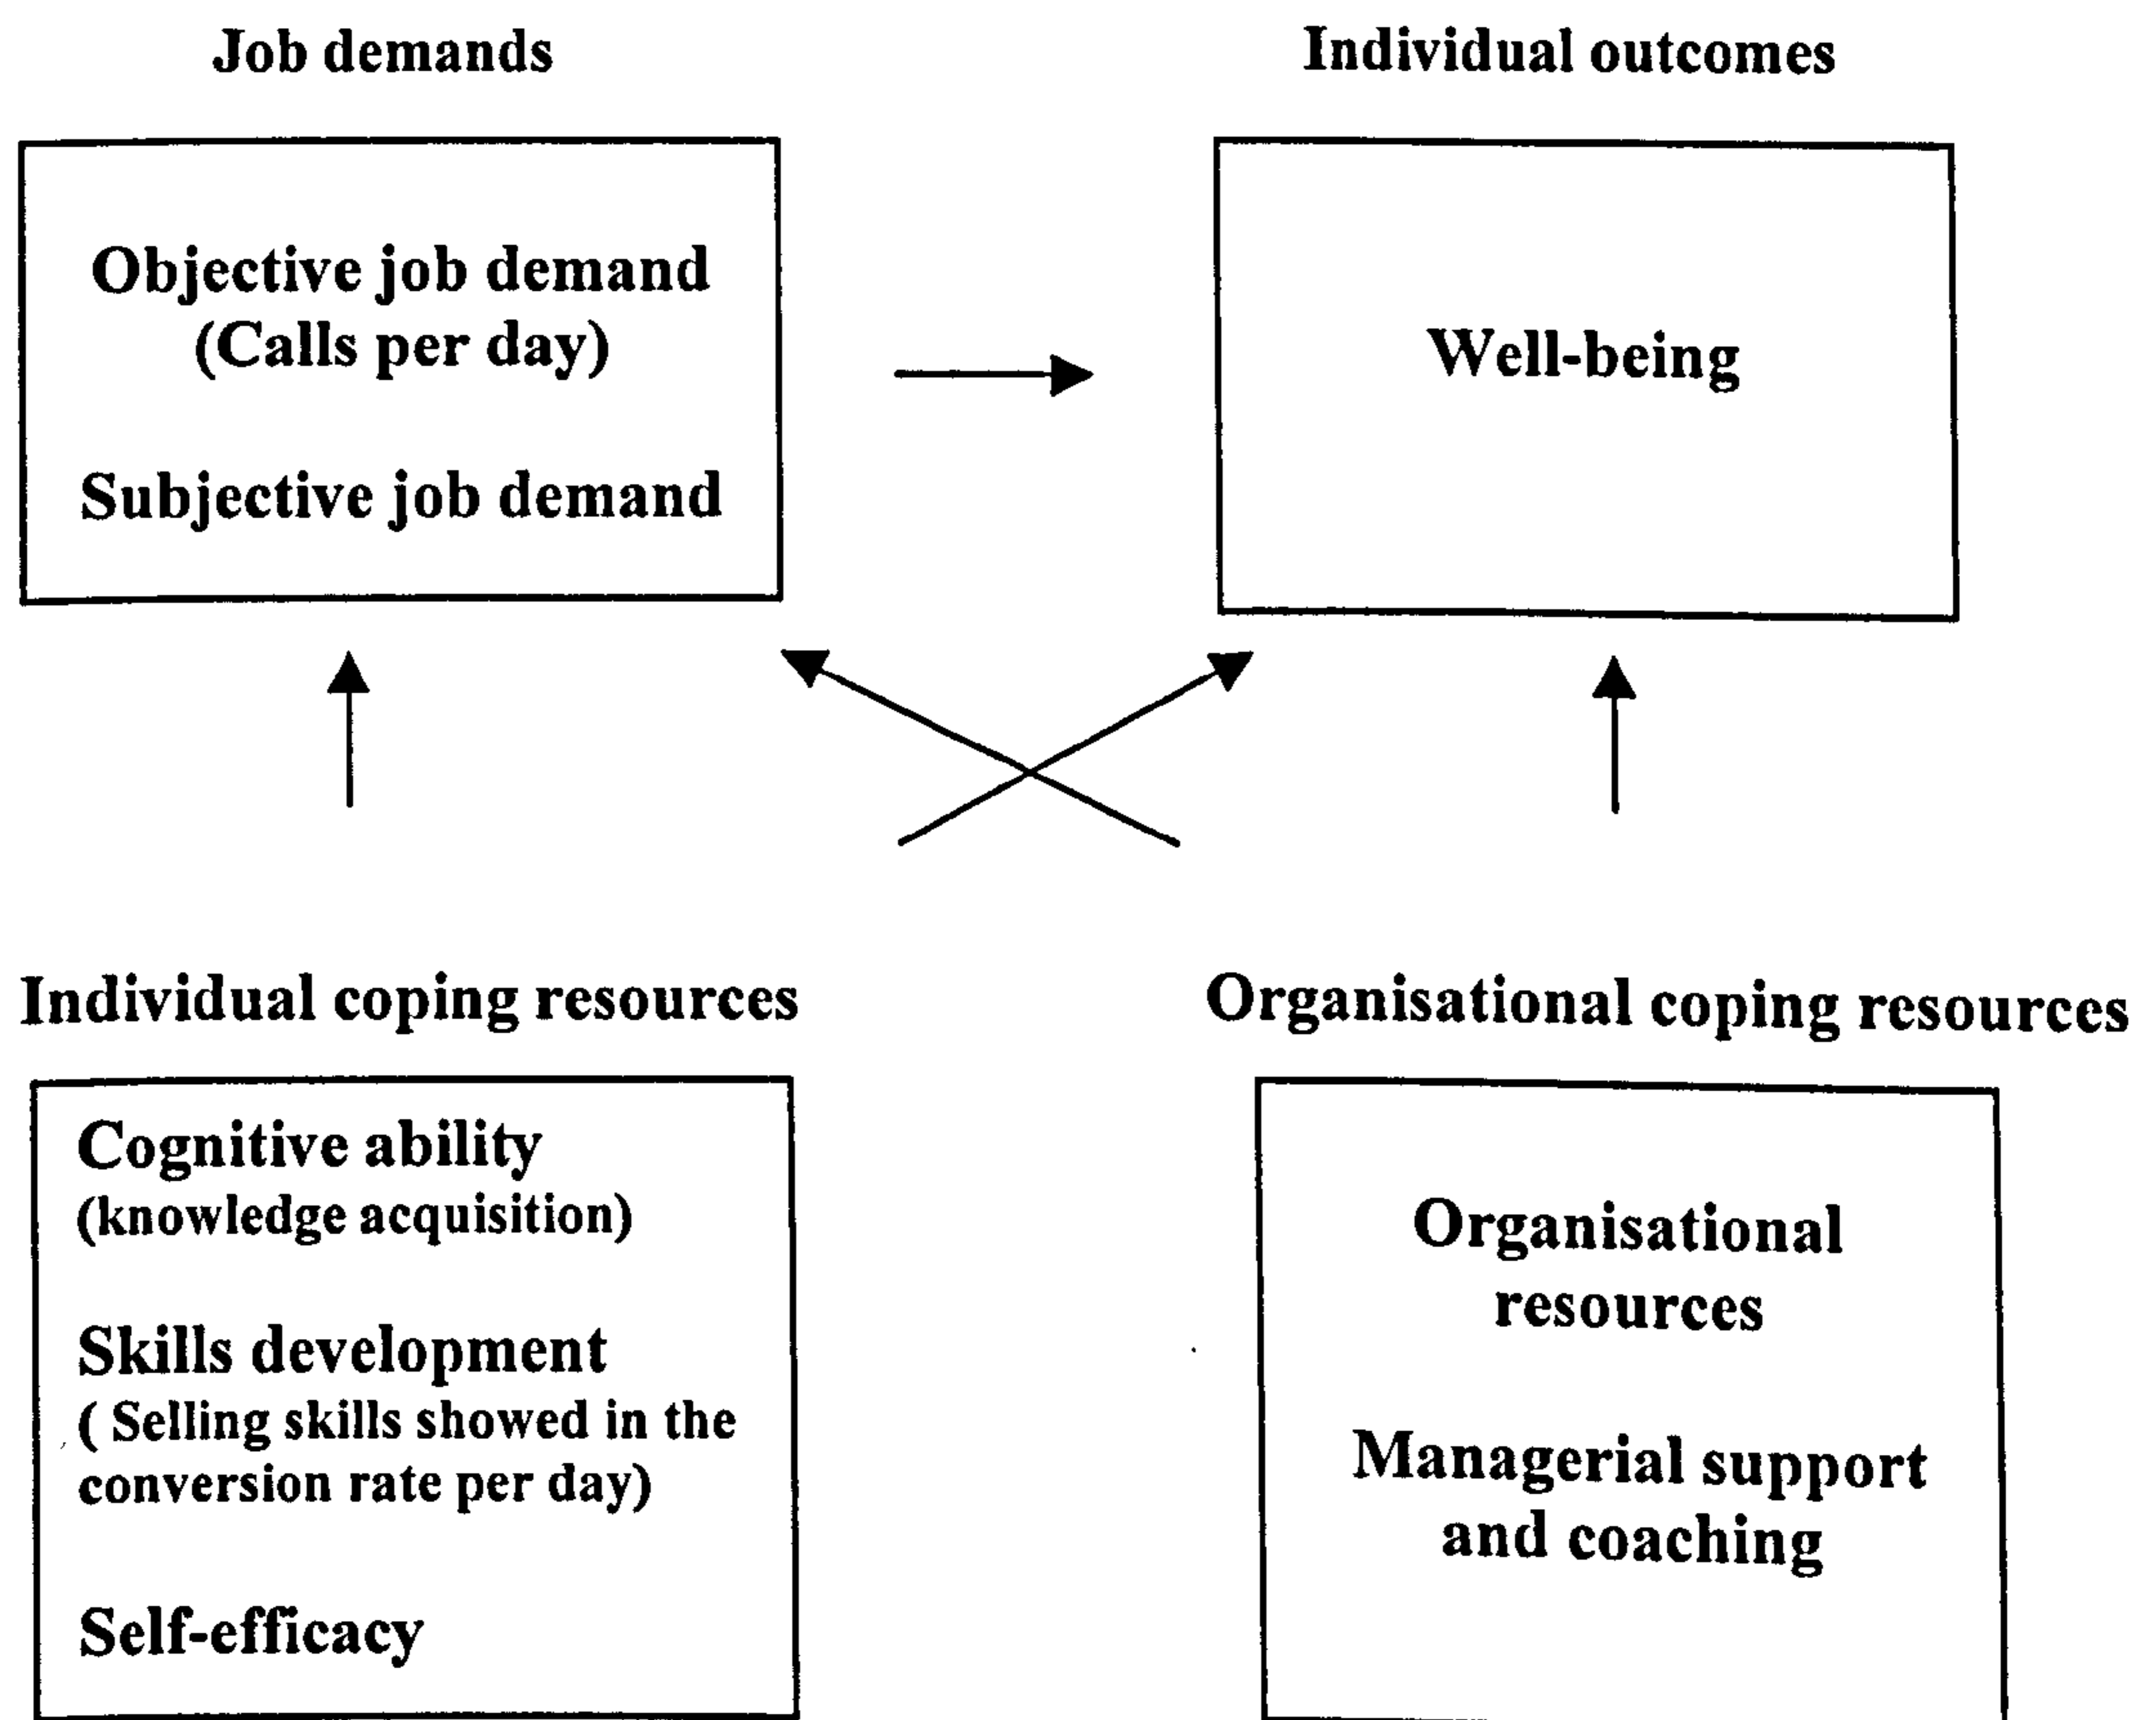 Job demands
Individual outcomes
Objective job demand
(Calls per day)
Subjective job demand
Well-being
Individual coping resources
Organisational coping resources
Cognitive ability
(knowledge acquisition)
Skills development
( Selling skills showed in the
conversion rate per day)
Self-efficacy
Organisational
resources
Managerial support
and coaching